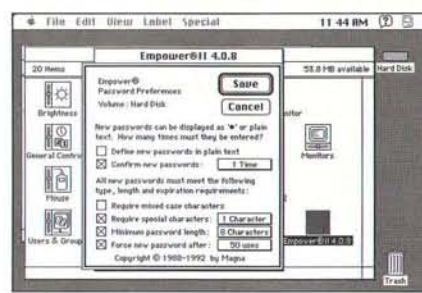 File Edit View Label Special 11 44 AM
Empower®II 4.0.8
20 items
53.8 MB available
Hard Disk
Empower®
Password Preferences
Volume : Hard Disk
Save
Cancel
New passwords can be displayed as '•' or plain
text. How many times must they be entered?
Define new passwords in plain text
Confirm new passwords: 1 Time
All new passwords must meet the following
type, length and expiration requirements:
Require mixed case characters
Require special characters: 1 Character
Minimum password length: 8 Characters
Force new password after: 50 uses
Copyright © 1988-1992 by Magna
Brightness
General Contro
Mouse
Users & Group
nitor
Monitors
Empower®II 4.0.8
Trash